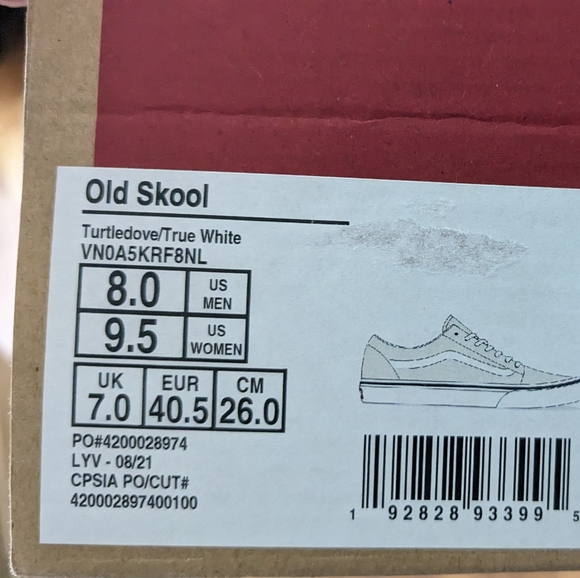 Old Skool
Turtledove/True White
VN0A5KRF8NL
8.0 US MEN
9.5 US WOMEN
UK EUR CM
7.0 40.5 26.0
PO#4200028974
LYV - 08/21
CPSIA PO/CUT#
420002897400100
1 92828 93399 5